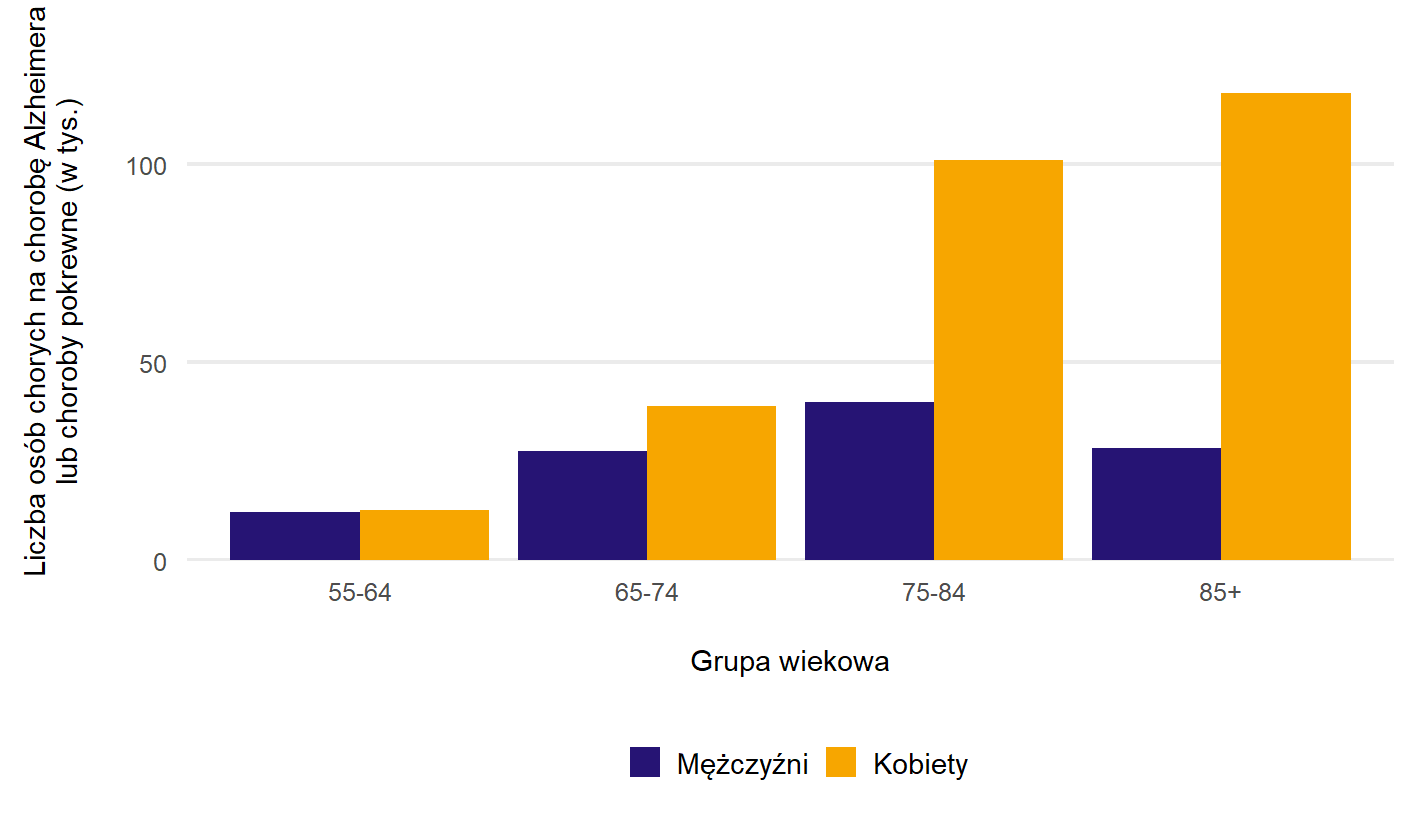 Liczba osób chorych na chorobę Alzheimera
lub choroby pokrewne (w tys.)
100
50
0
55-64
65-74
75-84
85+
Grupa wiekowa
Mężczyźni
Kobiety